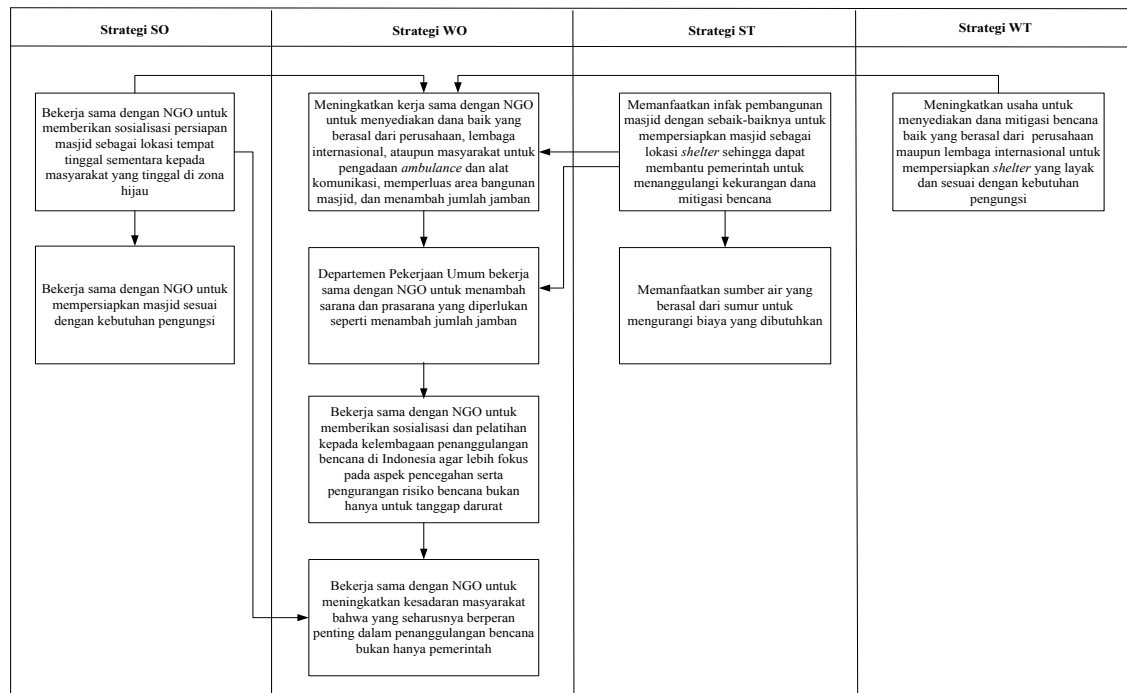 Strategi SO
Strategi WO
Strategi ST
Strategi WT
Bekerja sama dengan NGO untuk
memberikan sosialisasi persiapan
masjid sebagai lokasi tempat
tinggal sementara kepada
masyarakat yang tinggal di zona
hijau
Bekerja sama dengan NGO untuk
mempersiapkan masjid sesuai
dengan kebutuhan pengungsi
Meningkatkan kerja sama dengan NGO
untuk menyediakan dana baik yang
berasal dari perusahaan, lembaga
internasional, ataupun masyarakat untuk
pengadaan ambulance dan alat
komunikasi, memperluas area bangunan
masjid, dan menambah jumlah jamban
Departemen Pekerjaan Umum bekerja
sama dengan NGO untuk menambah
sarana dan prasarana yang diperlukan
seperti menambah jumlah jamban
Bekerja sama dengan NGO untuk
memberikan sosialisasi dan pelatihan
kepada kelembagaan penanggulangan
bencana di Indonesia agar lebih fokus
pada aspek pencegahan serta
pengurangan risiko bencana bukan
hanya untuk tanggap darurat
Bekerja sama dengan NGO untuk
meningkatkan kesadaran masyarakat
bahwa yang seharusnya berperan
penting dalam penanggulangan bencana
bukan hanya pemerintah
Memanfaatkan infak pembangunan
masjid dengan sebaik-baiknya untuk
mempersiapkan masjid sebagai
lokasi shelter sehingga dapat
membantu pemerintah untuk
menanggulangi kekurangan dana
mitigasi bencana
Memanfaatkan sumber air yang
berasal dari sumur untuk
mengurangi biaya yang dibutuhkan
Meningkatkan usaha untuk
menyediakan dana mitigasi bencana
baik yang berasal dari perusahaan
maupun lembaga internasional untuk
mempersiapkan shelter yang layak
dan sesuai dengan kebutuhan
pengungsi